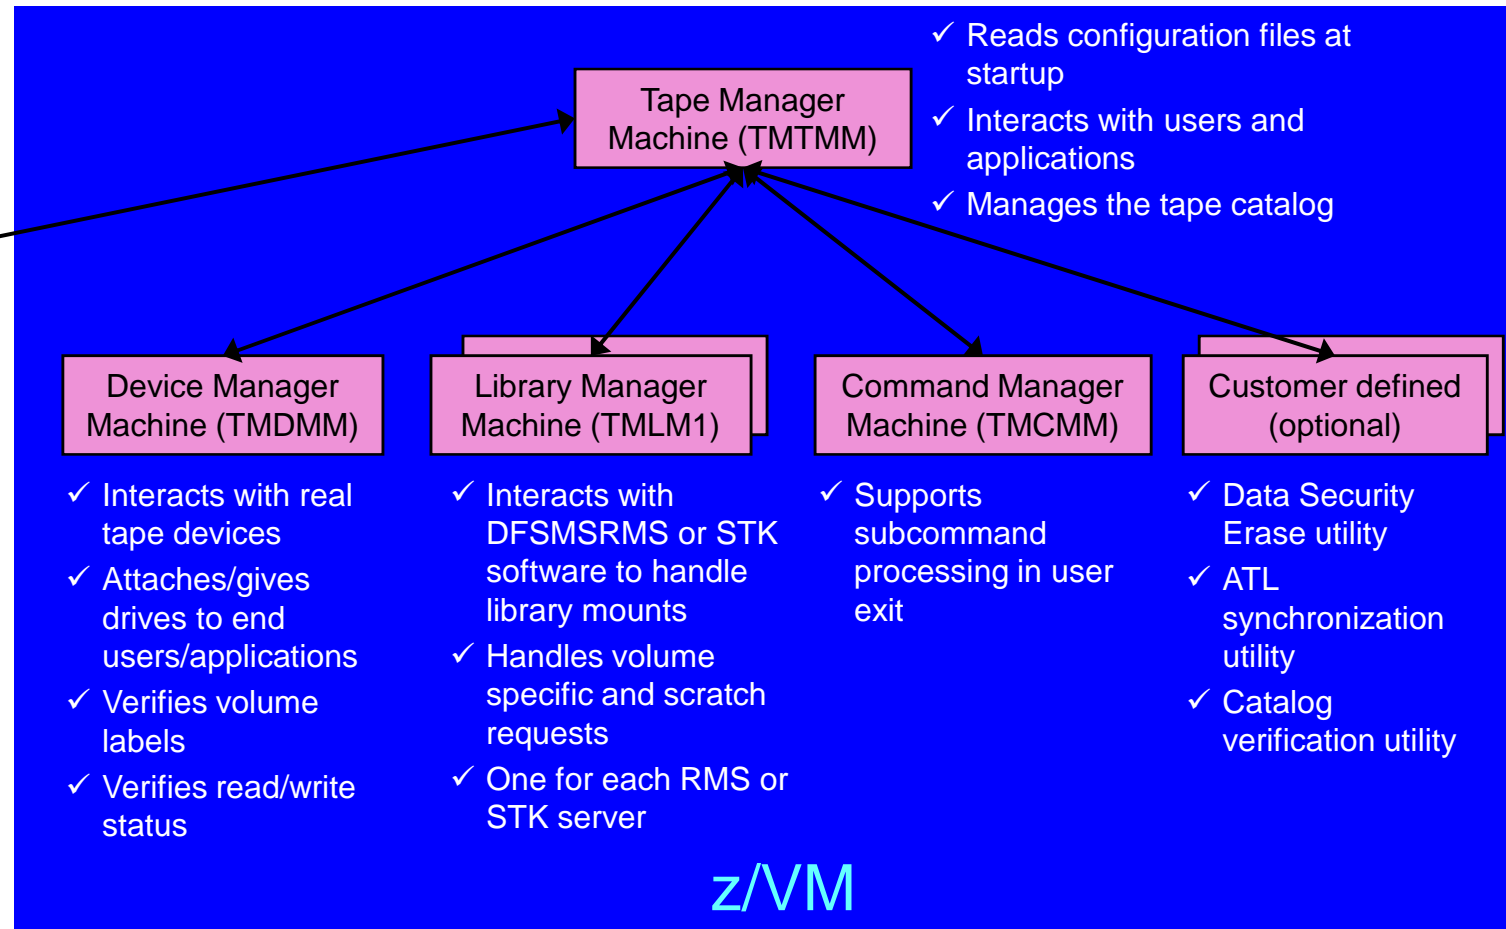 Reads configuration files at
startup
Interacts with users and
applications
Manages the tape catalog
Tape Manager
Machine (TMTMM)
Device Manager
Machine (TMDMM)
Interacts with real
tape devices
Attaches/gives
drives to end
users/applications
Verifies volume
labels
Verifies read/write
status
Library Manager
Machine (TMLM1)
Interacts with
DFSMSRMS or STK
software to handle
library mounts
Handles volume
specific and scratch
requests
One for each RMS or
STK server
Command Manager
Machine (TMCMM)
Supports
subcommand
processing in user
exit
Customer defined
(optional)
Data Security
Erase utility
ATL
synchronization
utility
Catalog
verification utility
z/VM